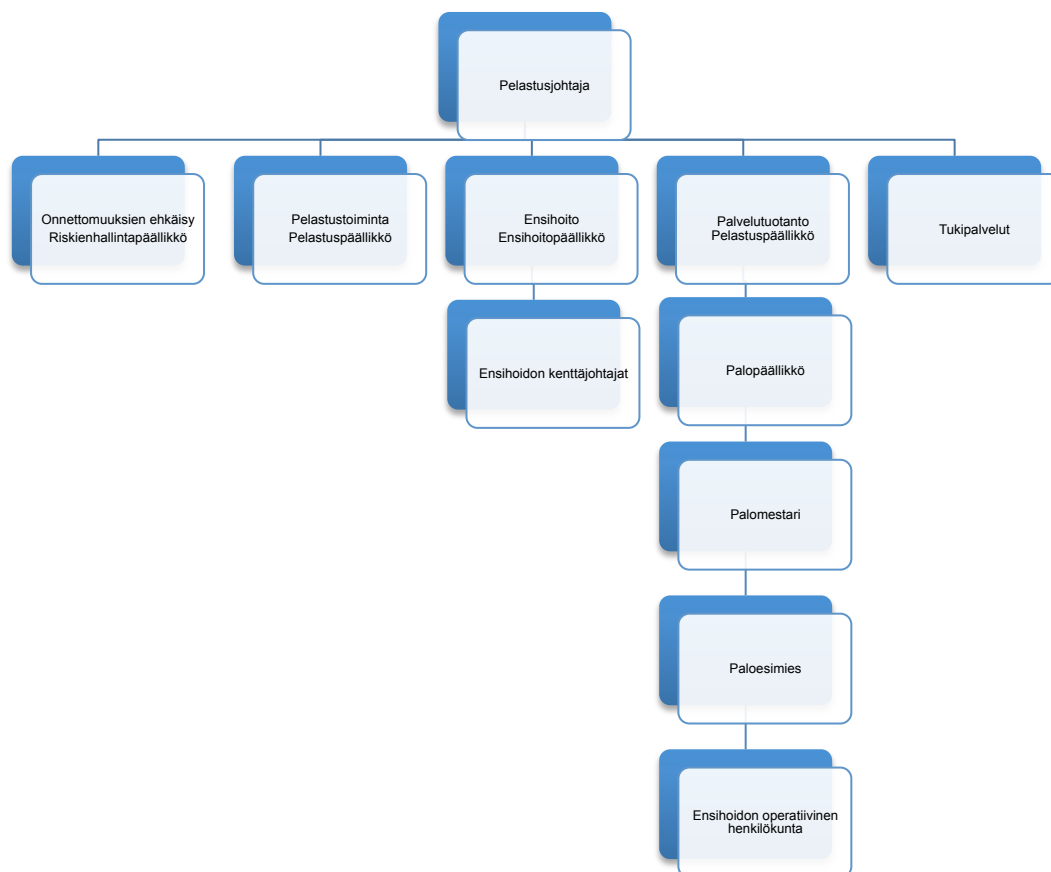 Pelastusjohtaja
Onnettomuuksien ehkäisy
Riskienhallintapäällikkö
Pelastustoiminta
Pelastuspäällikkö
Ensihoito
Ensihoitopäällikkö
Palvelutuotanto
Pelastuspäällikkö
Tukipalvelut
Ensihoidon kenttäjohtajat
Palopäällikkö
Palomestari
Paloesimies
Ensihoidon operatiivinen
henkilökunta